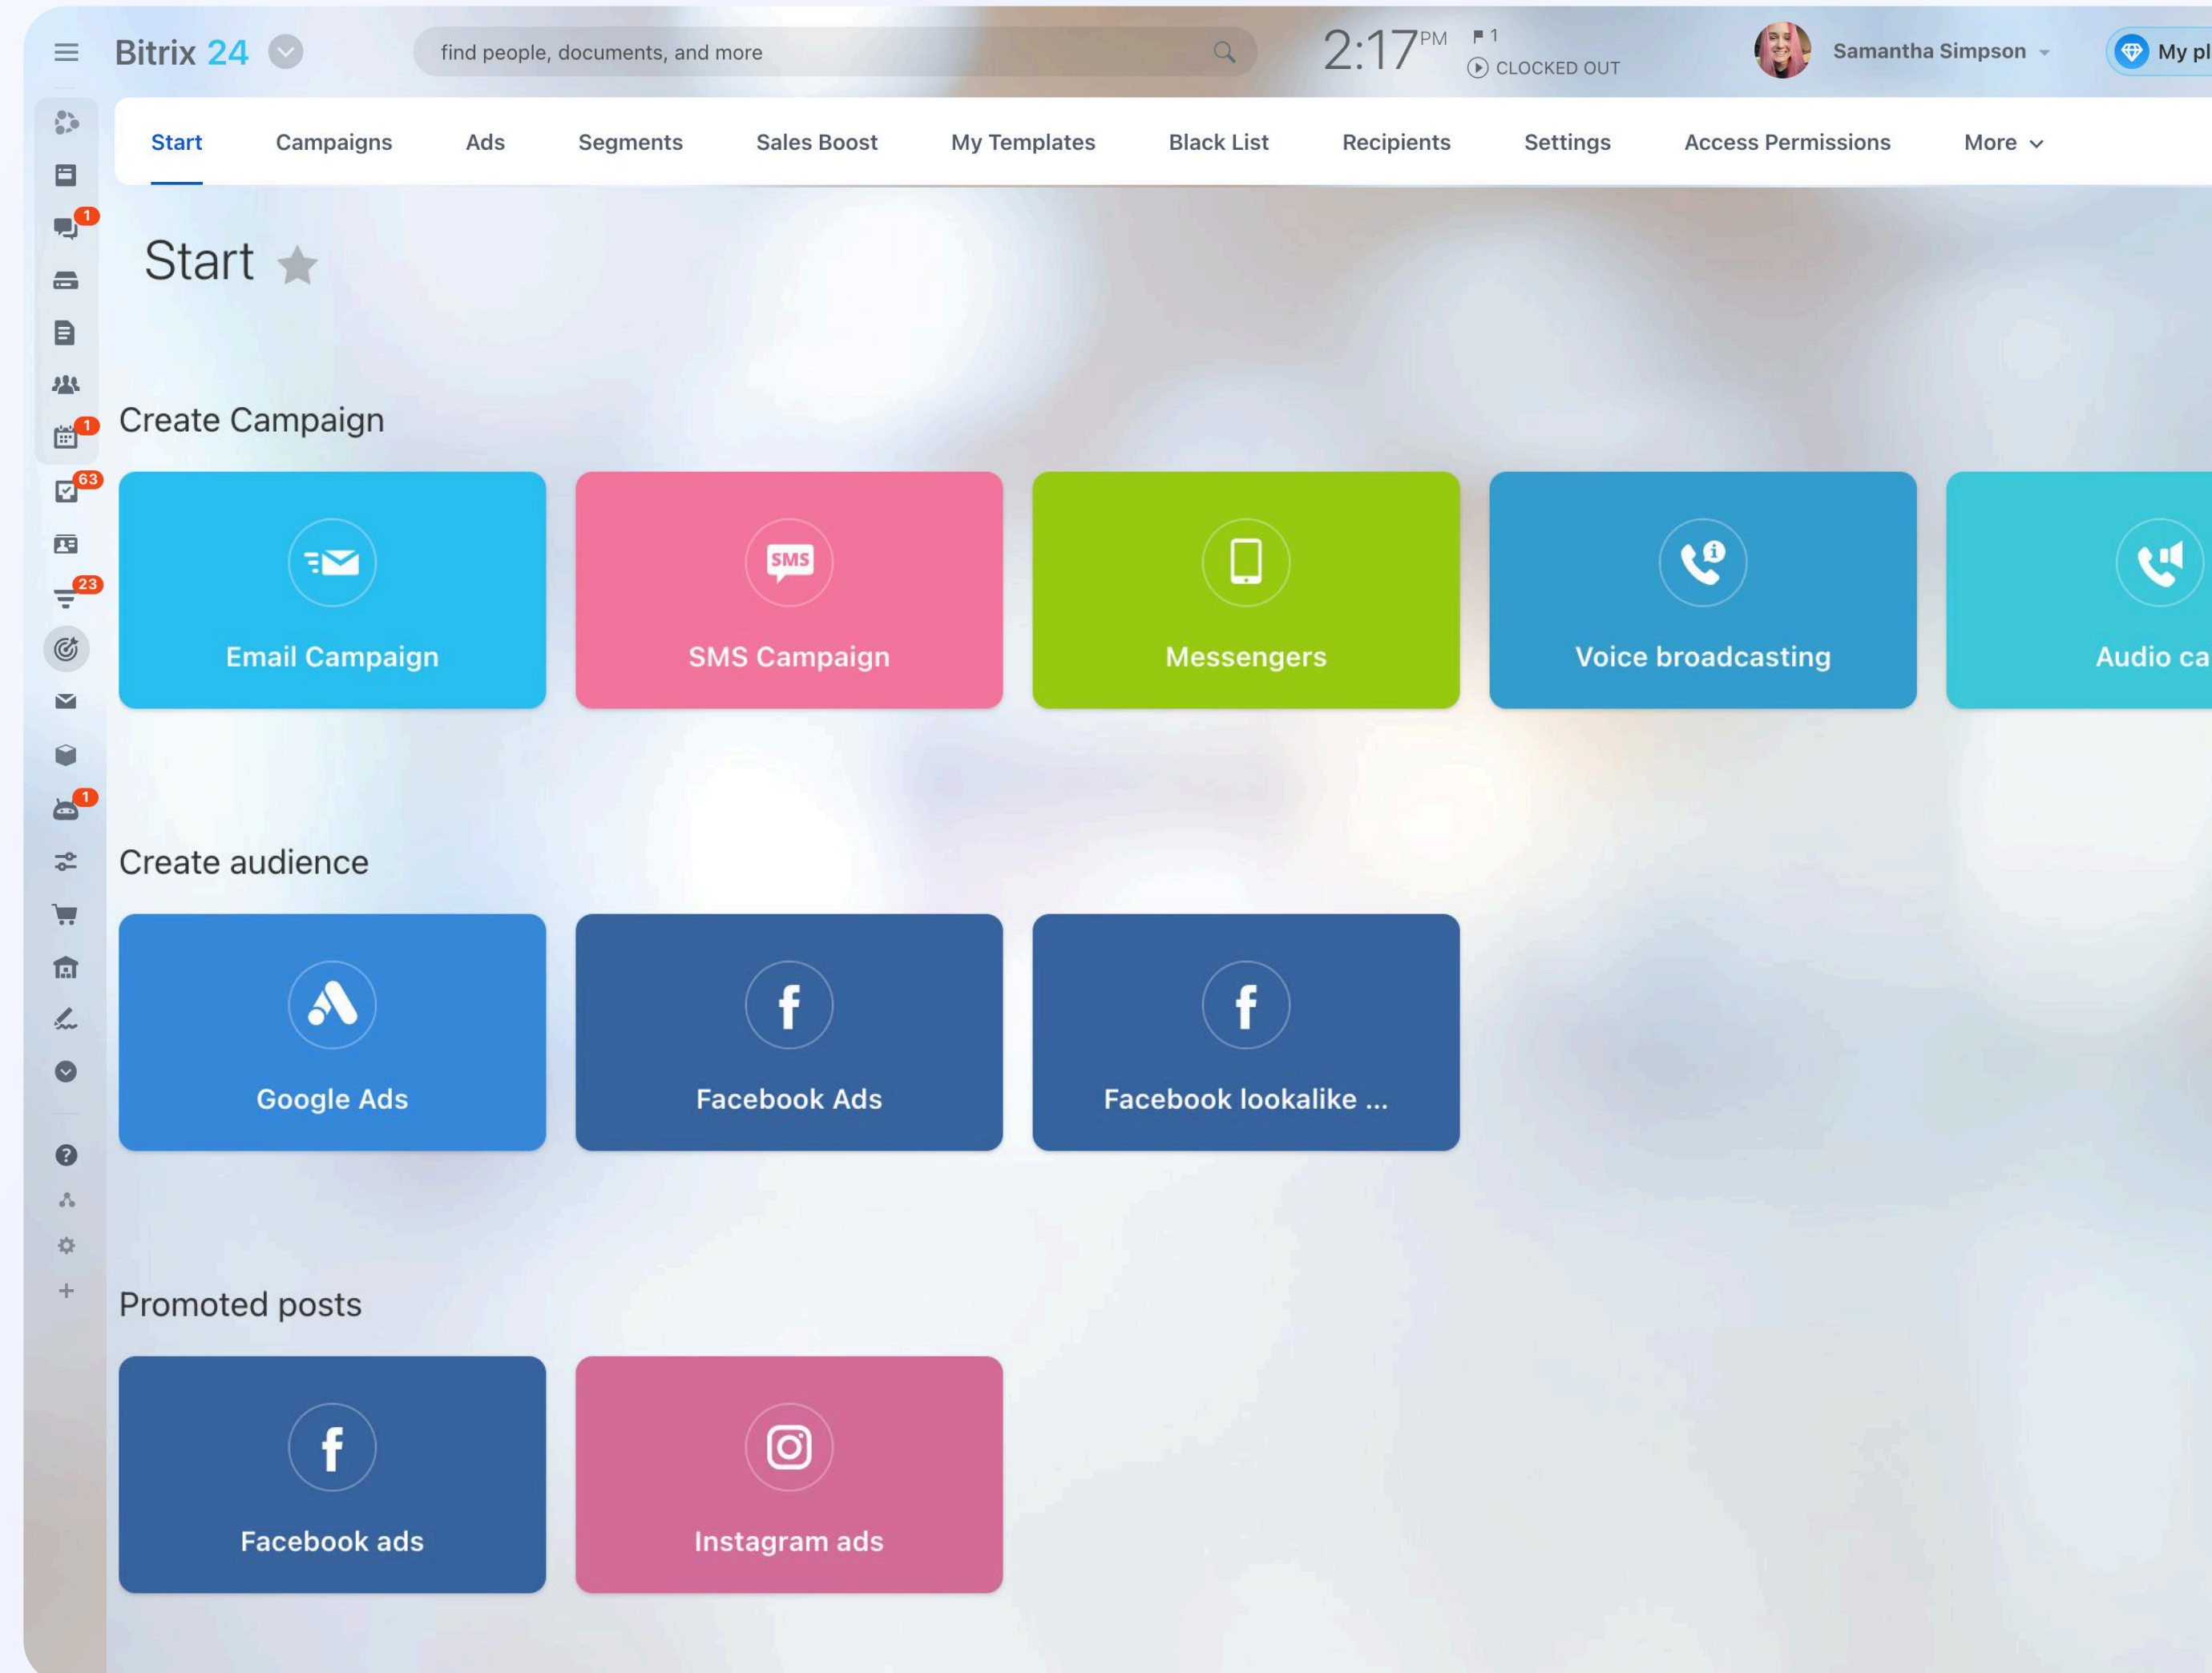 Bitrix 24
find people, documents, and more
2:17 PM
1
CLOCKED OUT
Samantha Simpson
My pl
Start Campaigns Ads Segments Sales Boost My Templates Black List Recipients Settings Access Permissions More
1
Start
1
Create Campaign
63
23
SMS
Email Campaign
SMS Campaign
Messengers
Voice broadcasting
Audio ca
1
Create audience
Google Ads
Facebook Ads
Facebook lookalike ...
Promoted posts
Facebook ads
Instagram ads